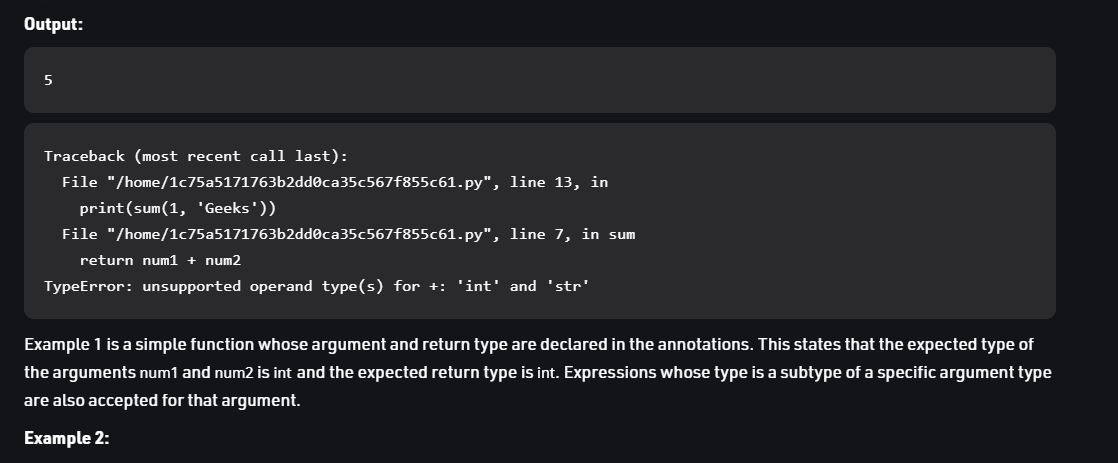 Output:
5
Traceback (most recent call last):
  File "/home/1c75a5171763b2dd0ca35c567f855c61.py", line 13, in
    print(sum(1, 'Geeks'))
  File "/home/1c75a5171763b2dd0ca35c567f855c61.py", line 7, in sum
    return num1 + num2
TypeError: unsupported operand type(s) for +: 'int' and 'str'
Example 1 is a simple function whose argument and return type are declared in the annotations. This states that the expected type of
the arguments num1 and num2 is int and the expected return type is int. Expressions whose type is a subtype of a specific argument type
are also accepted for that argument.
Example 2: